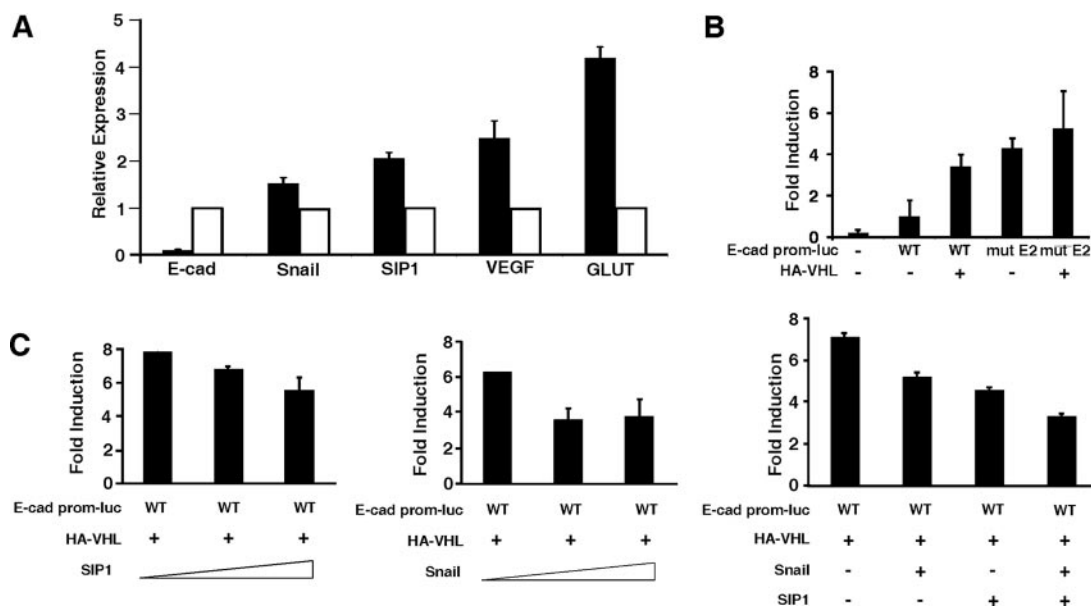 A
Relative Expression
5
4
3
2
1
0
E-cad Snail SIP1 VEGF GLUT
B
Fold Induction
8
6
4
2
0
E-cad prom-luc - WT WT mut E2 mut E2
HA-VHL - - + - +
C
Fold Induction
8
6
4
2
0
E-cad prom-luc WT WT WT
HA-VHL + + +
SIP1
Fold Induction
8
6
4
2
0
E-cad prom-luc WT WT WT
HA-VHL + + +
Snail
Fold Induction
8
6
4
2
0
E-cad prom-luc WT WT WT WT
HA-VHL + + + +
Snail - + - +
SIP1 - - + +